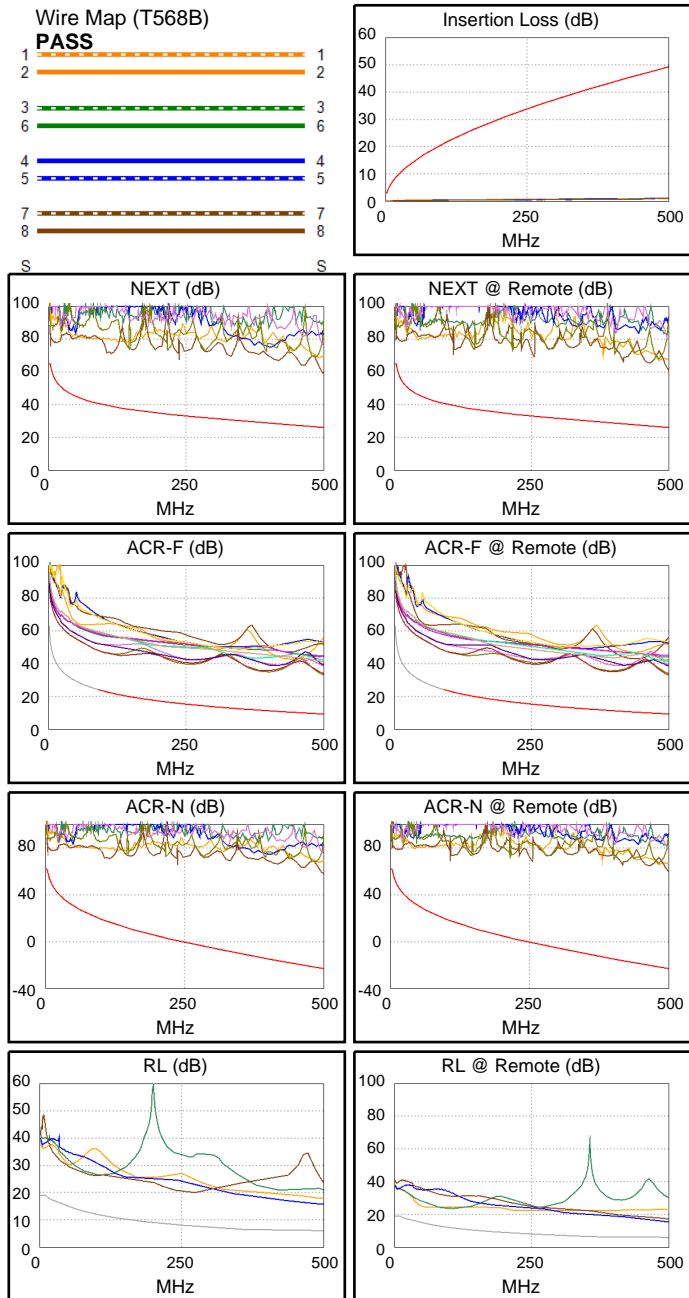 Wire Map (T568B)
PASS
1 1
2 2
3 3
6 6
4 4
5 5
7 7
8 8
S S
Insertion Loss (dB)
60
50
40
30
20
10
0
0 250 500
MHz
NEXT (dB)
100
80
60
40
20
0
0 250 500
MHz
NEXT @ Remote (dB)
100
80
60
40
20
0
0 250 500
MHz
ACR-F (dB)
100
80
60
40
20
0
0 250 500
MHz
ACR-F @ Remote (dB)
100
80
60
40
20
0
0 250 500
MHz
ACR-N (dB)
80
40
0
-40
0 250 500
MHz
ACR-N @ Remote (dB)
80
40
0
-40
0 250 500
MHz
RL (dB)
60
50
40
30
20
10
0
0 250 500
MHz
RL @ Remote (dB)
100
80
60
40
20
0
0 250 500
MHz